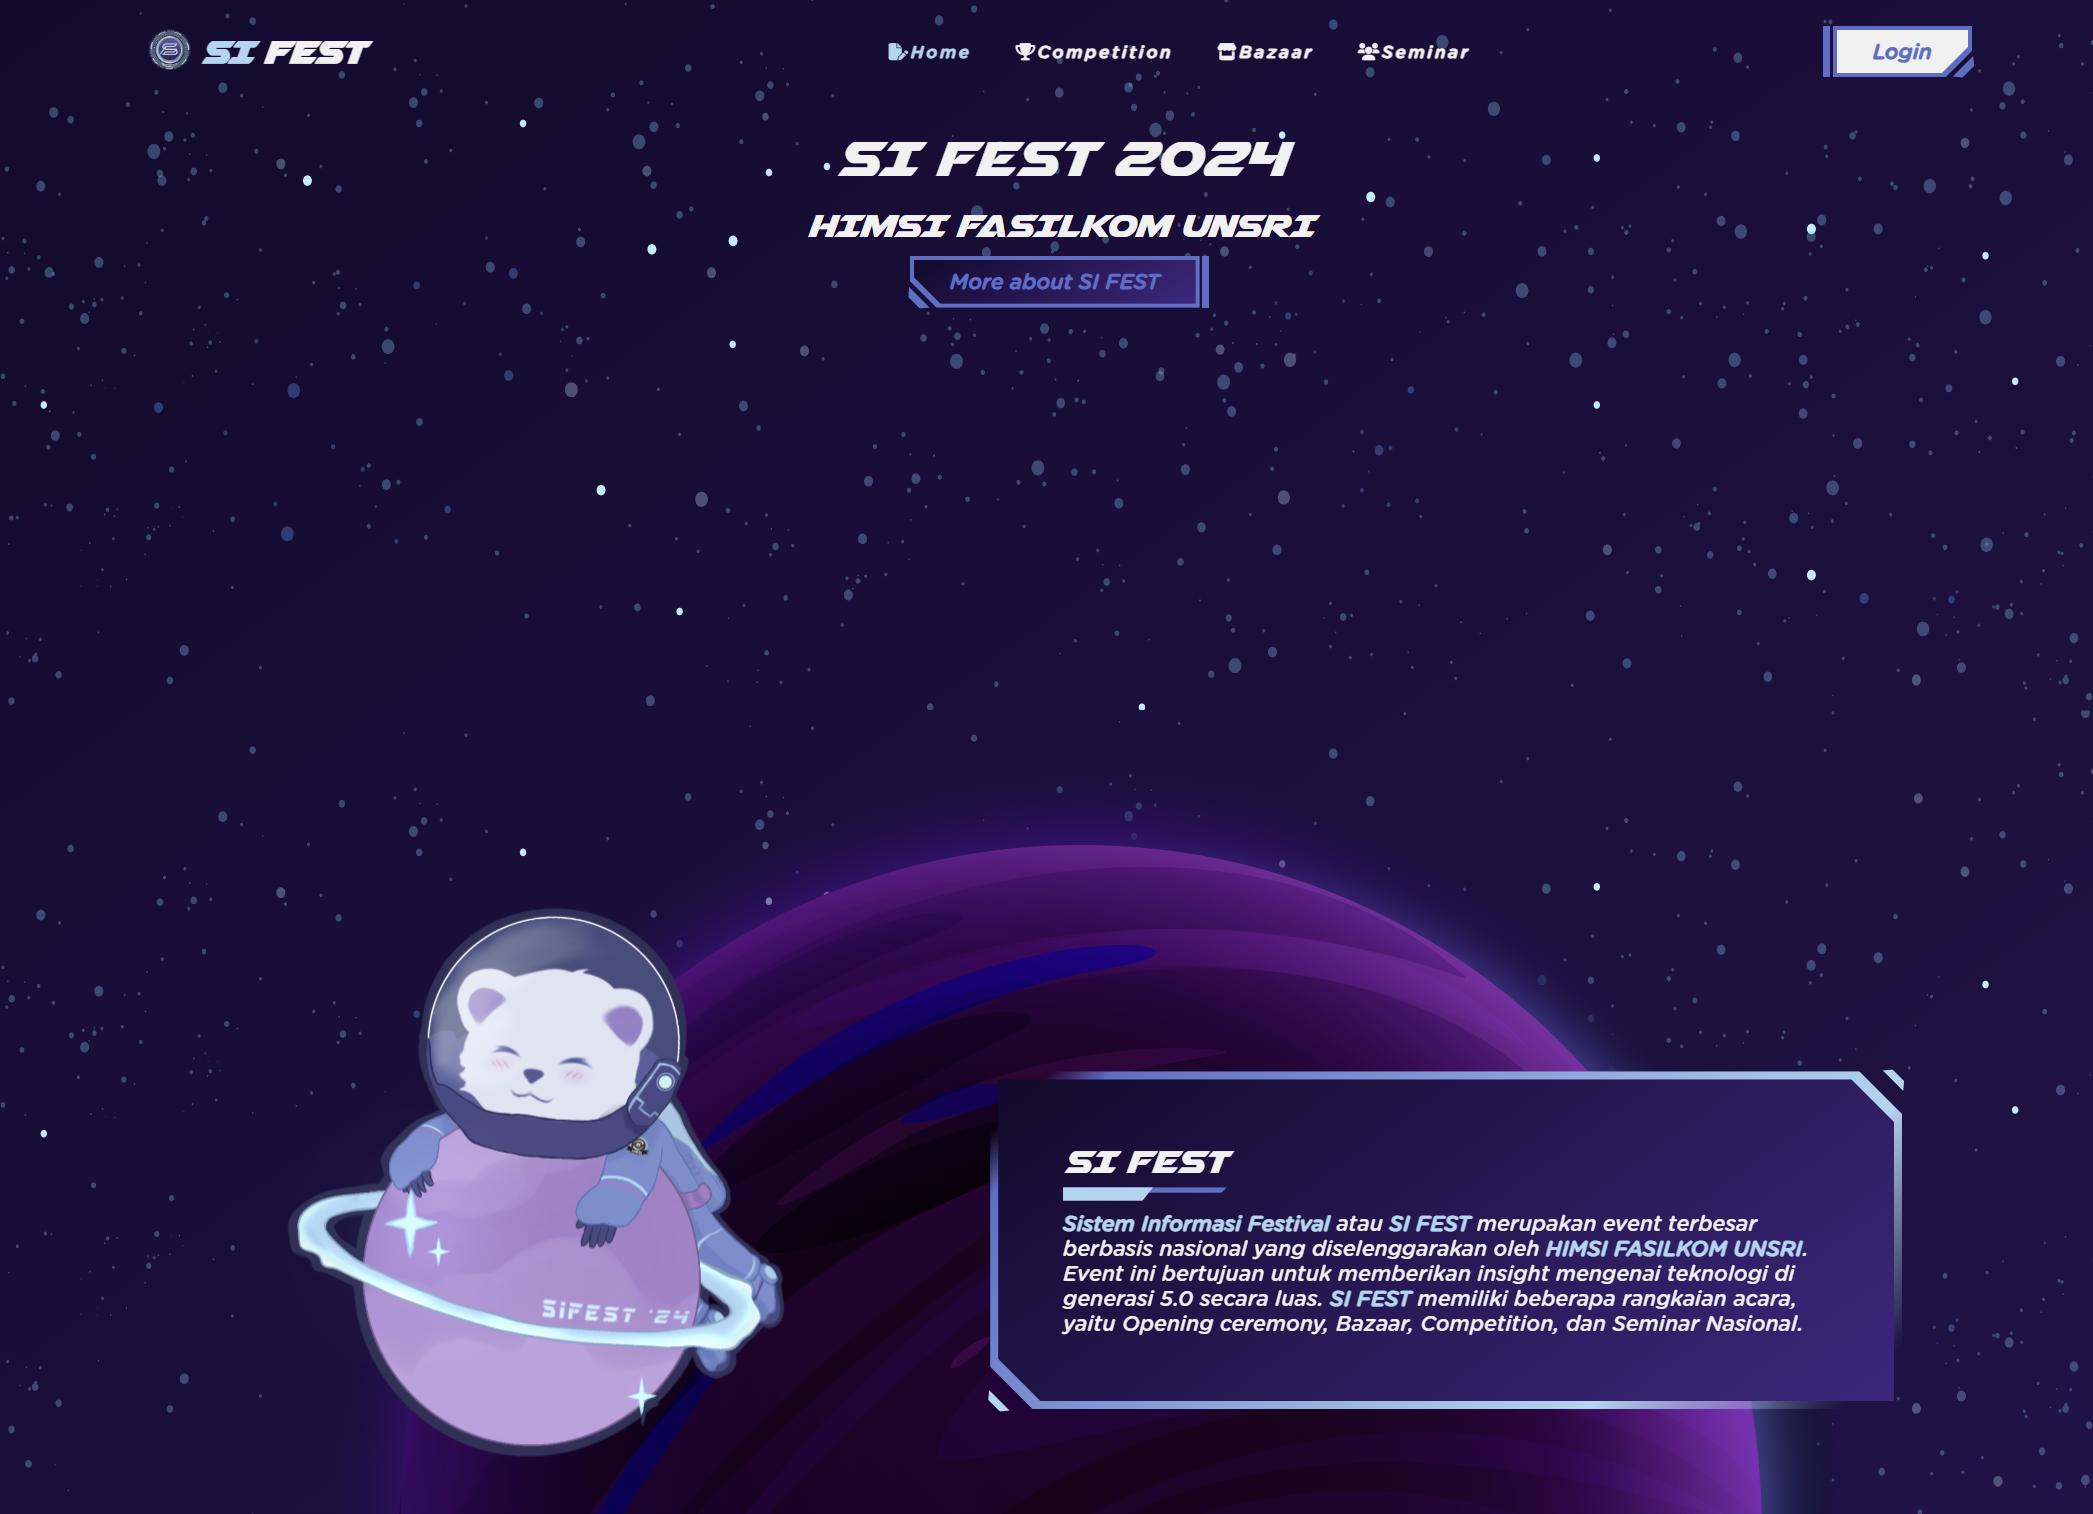 SI FEST
Home
Competition
Bazaar
Seminar
Login
SI FEST 2024
HIMSI FASILKOM UNSRI
More about SI FEST
SiFEST '24
SI FEST
Sistem Informasi Festival atau SI FEST merupakan event terbesar
berbasis nasional yang diselenggarakan oleh HIMSI FASILKOM UNSRI.
Event ini bertujuan untuk memberikan insight mengenai teknologi di
generasi 5.0 secara luas. SI FEST memiliki beberapa rangkaian acara,
yaitu Opening ceremony, Bazaar, Competition, dan Seminar Nasional.